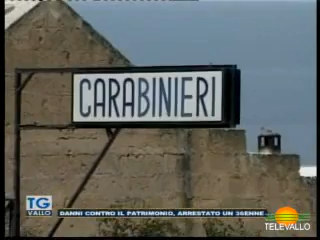 CARABINIERI
TG
VALLO
DANNI CONTRO IL PATRIMONIO, ARRESTATO UN 36ENNE
TELEVALLO